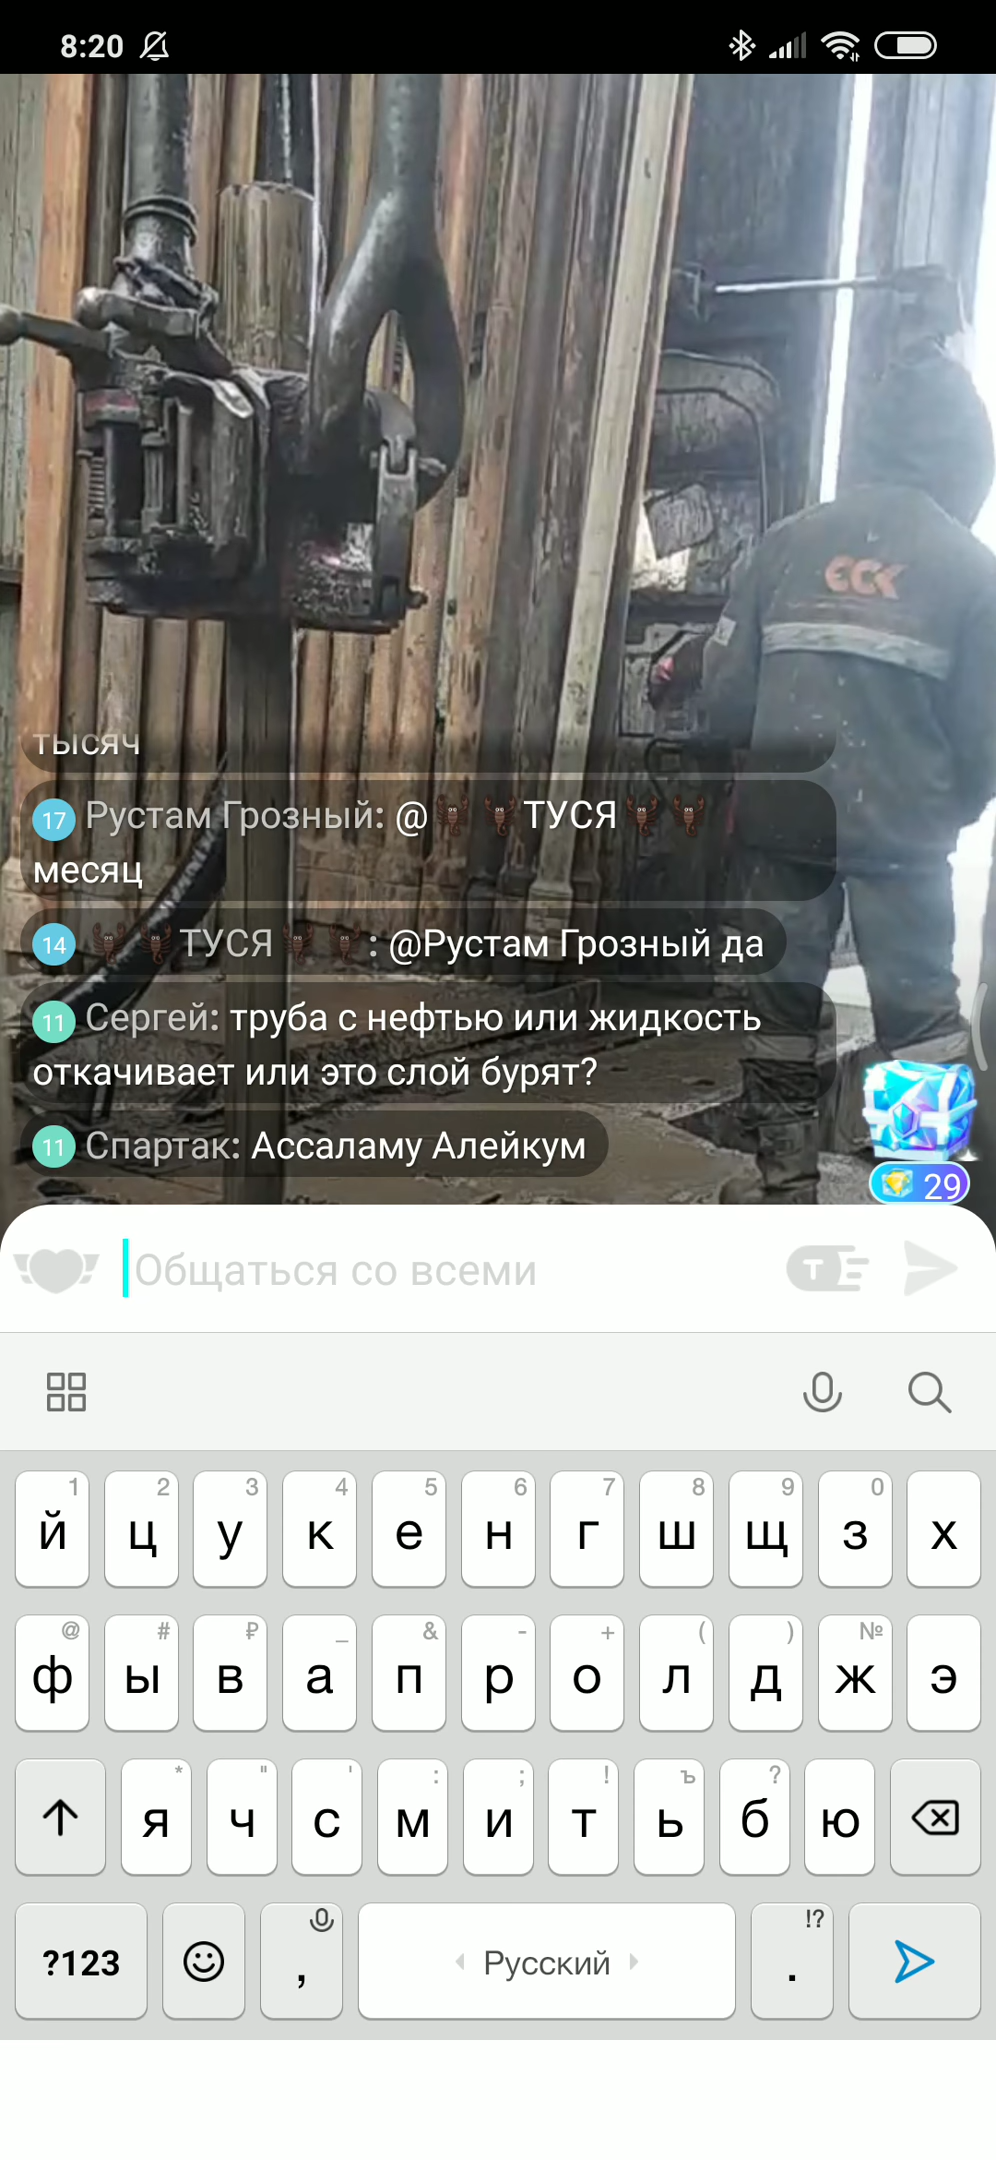 8:20
ССК
тысяч
17 Рустам Грозный: @🦂🦂ТУСЯ🦂🦂
месяц
14 🦂🦂ТУСЯ🦂🦂: @Рустам Грозный да
11 Сергей: труба с нефтью или жидкость
откачивает или это слой бурят?
11 Спартак: Ассаламу Алейкум
29
Общаться со всеми
T
1 2 3 4 5 6 7 8 9 0
й ц у к е н г ш щ з х
@ # ₽ _ & - + ( ) №
ф ы в а п р о л д ж э
* " ' : ; ! ъ ?
я ч с м и т ь б ю
!?
?123 , Русский .